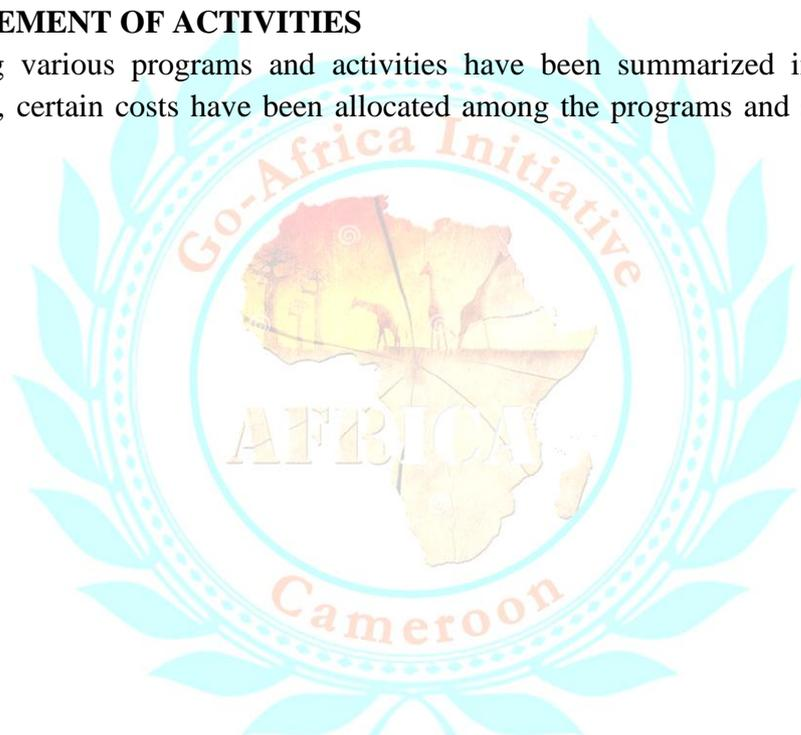 EMENT OF ACTIVITIES
various programs and activities have been summarized
, certain costs have been allocated among the programs and
Go-Africa Initiative
AFRICA
Cameroon